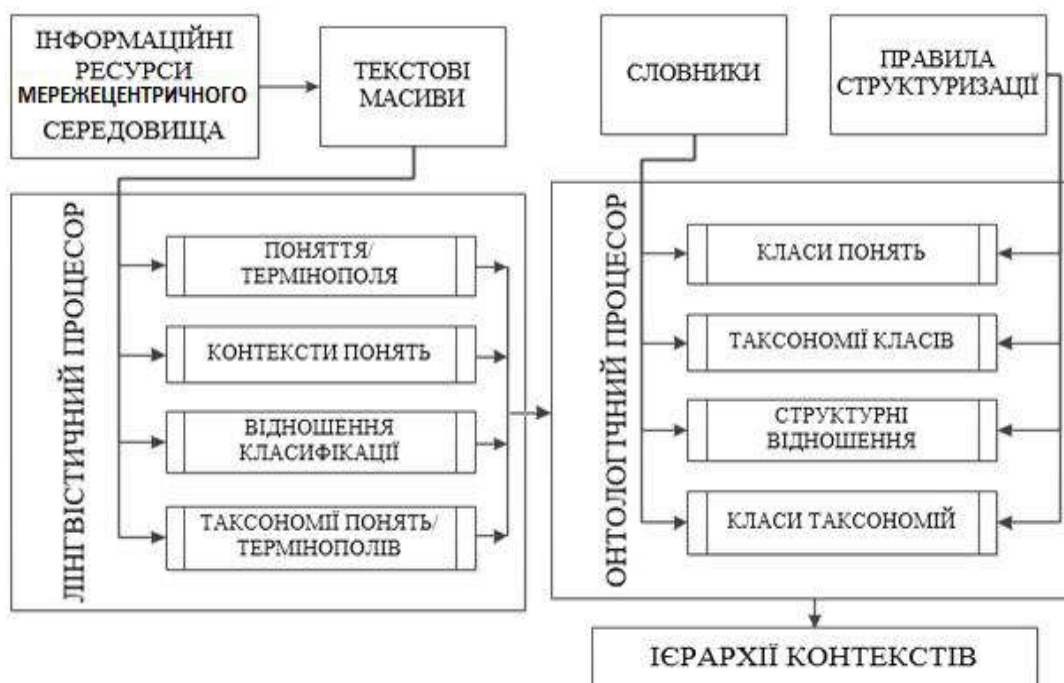 ІНФОРМАЦІЙНІ
РЕСУРСИ
МЕРЕЖЕЦЕНТРИЧНОГО
СЕРЕДОВИЩА
ТЕКСТОВІ
МАСИВИ
СЛОВНИКИ
ПРАВИЛА
СТРУКТУРИЗАЦІЇ
ЛІНГВІСТИЧНИЙ ПРОЦЕСОР
ПОНЯТТЯ/
ТЕРМІНОПОЛЯ
КОНТЕКСТИ ПОНЯТЬ
ВІДНОШЕННЯ
КЛАСИФІКАЦІЇ
ТАКСОНОМІЇ ПОНЯТЬ/
ТЕРМІНОПОЛІВ
ОНТОЛОГІЧНИЙ ПРОЦЕСОР
КЛАСИ ПОНЯТЬ
ТАКСОНОМІЇ КЛАСІВ
СТРУКТУРНІ
ВІДНОШЕННЯ
КЛАСИ ТАКСОНОМІЙ
ІЄРАРХІЇ КОНТЕКСТІВ